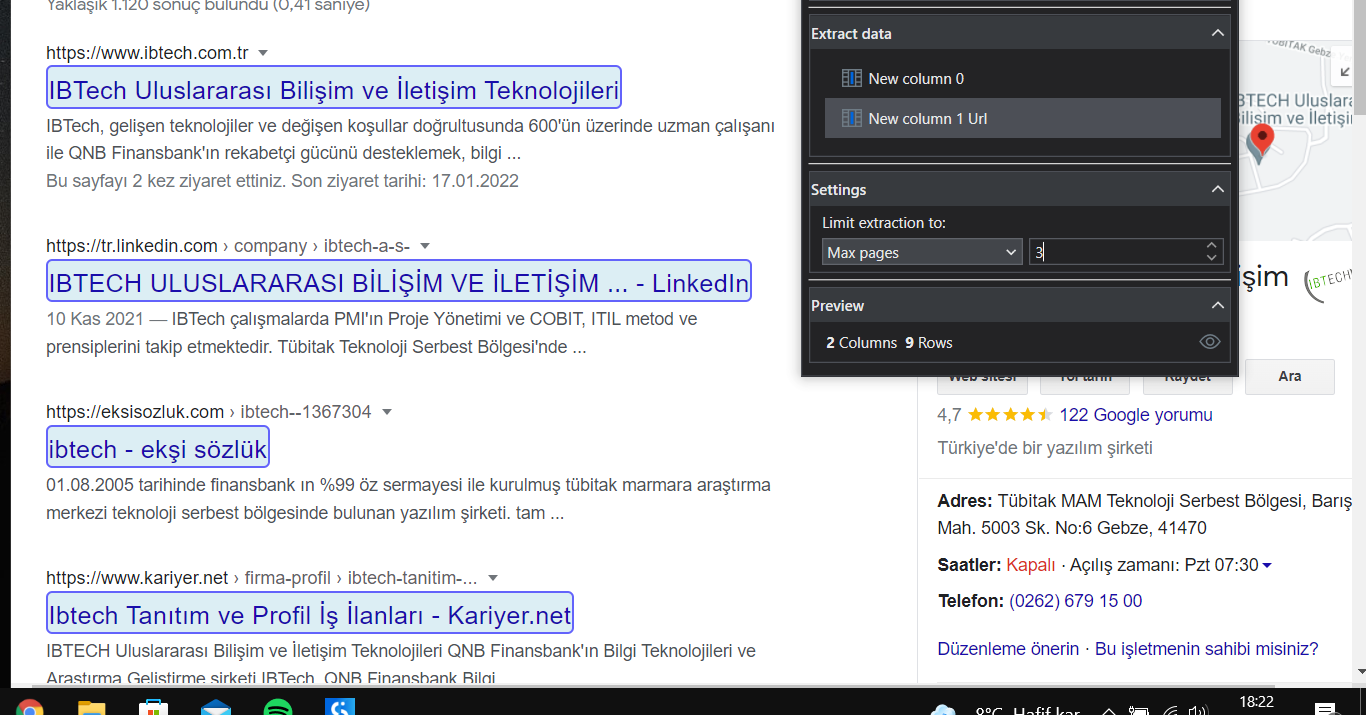 Yaklaşık 1.120 sonuç bulundu (0,41 saniye)
https://www.ibtech.com.tr
IBTech Uluslararası Bilişim ve İletişim Teknolojileri
IBTech, gelişen teknolojiler ve değişen koşullar doğrultusunda 600'ün üzerinde uzman çalışanı
ile QNB Finansbank'ın rekabetçi gücünü desteklemek, bilgi ...
Bu sayfayı 2 kez ziyaret ettiniz. Son ziyaret tarihi: 17.01.2022
https://tr.linkedin.com › company › ibtech-a-s-
IBTECH ULUSLARARASI BİLİŞİM VE İLETİŞİM ... - LinkedIn
10 Kas 2021 — IBTech çalışmalarda PMI'ın Proje Yönetimi ve COBIT, ITIL metod ve
prensiplerini takip etmektedir. Tübitak Teknoloji Serbest Bölgesi'nde ...
https://eksisozluk.com › ibtech--1367304
ibtech - ekşi sözlük
01.08.2005 tarihinde finansbank ın %99 öz sermayesi ile kurulmuş tübitak marmara araştırma
merkezi teknoloji serbest bölgesinde bulunan yazılım şirketi. tam ...
https://www.kariyer.net › firma-profil › ibtech-tanitim-...
Ibtech Tanıtım ve Profil İş İlanları - Kariyer.net
IBTECH Uluslararası Bilişim ve İletişim Teknolojileri QNB Finansbank'ın Bilgi Teknolojileri ve
Araştırma Geliştirme şirketi IBTech, QNB Finansbank Bilgi
Extract data
New column 0
New column 1 Url
Settings
Limit extraction to:
Max pages 3
Preview
2 Columns 9 Rows
TÜBİTAK Gebze
BTECH Uluslara
ilişim ve İletişi
işim
IBTECH
Web sitesi Yol tarifi Kaydet Ara
4,7 122 Google yorumu
Türkiye'de bir yazılım şirketi
Adres: Tübitak MAM Teknoloji Serbest Bölgesi, Barış
Mah. 5003 Sk. No:6 Gebze, 41470
Saatler: Kapalı · Açılış zamanı: Pzt 07:30
Telefon: (0262) 679 15 00
Düzenleme önerin · Bu işletmenin sahibi misiniz?
8°C Hafif kar
18:22